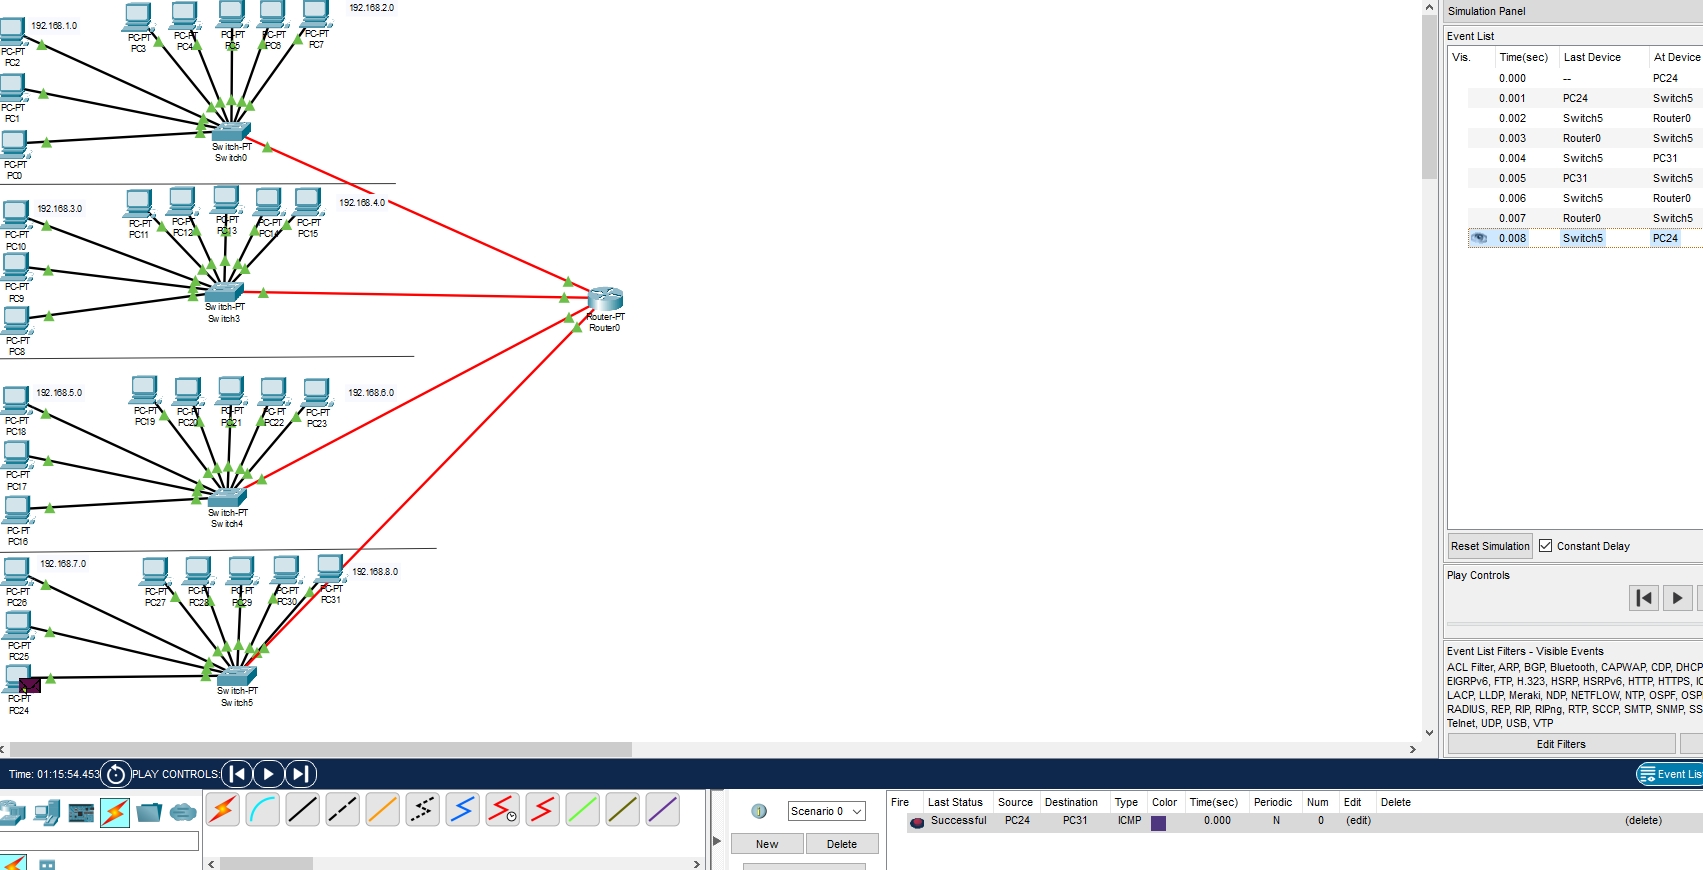 192.168.1.0
192.168.2.0
PC-PT
PC2
PC-PT
PC1
PC-PT
PC0
PC-PT
PC3
PC-PT
PC4
PC-PT
PC5
PC-PT
PC6
PC-PT
PC7
Switch-PT
Switch0
192.168.3.0
192.168.4.0
PC-PT
PC10
PC-PT
PC9
PC-PT
PC8
PC-PT
PC11
PC-PT
PC12
PC-PT
PC13
PC-PT
PC14
PC-PT
PC15
Switch-PT
Switch3
Router-PT
Router0
192.168.5.0
192.168.6.0
PC-PT
PC18
PC-PT
PC17
PC-PT
PC16
PC-PT
PC19
PC-PT
PC20
PC-PT
PC21
PC-PT
PC22
PC-PT
PC23
Switch-PT
Switch4
192.168.7.0
192.168.8.0
PC-PT
PC26
PC-PT
PC25
PC-PT
PC24
PC-PT
PC27
PC-PT
PC28
PC-PT
PC29
PC-PT
PC30
PC-PT
PC31
Switch-PT
Switch5
Simulation Panel
Event List
Vis. Time(sec) Last Device At Device
0.000 -- PC24
0.001 PC24 Switch5
0.002 Switch5 Router0
0.003 Router0 Switch5
0.004 Switch5 PC31
0.005 PC31 Switch5
0.006 Switch5 Router0
0.007 Router0 Switch5
0.008 Switch5 PC24
Reset Simulation Constant Delay
Play Controls
Event List Filters - Visible Events
ACL Filter, ARP, BGP, Bluetooth, CAPWAP, CDP, DHCP
EIGRPv6, FTP, H.323, HSRP, HSRPv6, HTTP, HTTPS, IC
LACP, LLDP, Meraki, NDP, NETFLOW, NTP, OSPF, OSP
RADIUS, REP, RIP, RIPng, RTP, SCCP, SMTP, SNMP, SS
Telnet, UDP, USB, VTP
Edit Filters
Time: 01:15:54.453 PLAY CONTROLS:
Event List
Scenario 0
New Delete
Fire Last Status Source Destination Type Color Time(sec) Periodic Num Edit Delete
Successful PC24 PC31 ICMP 0.000 N 0 (edit) (delete)